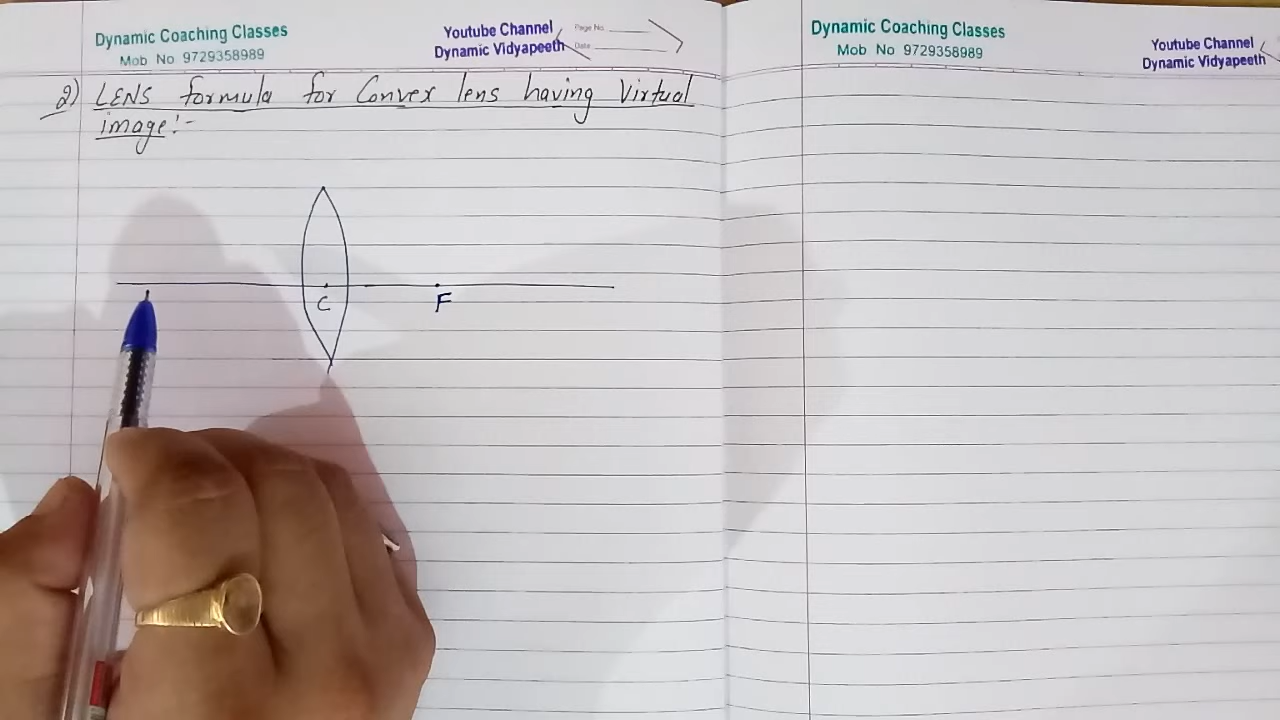 Dynamic Coaching Classes
Mob No 9729358989
Youtube Channel
Dynamic Vidyapeeth
Page No.
Date
2) LENS formula for Convex lens having Virtual
image:-
C
F
Dynamic Coaching Classes
Mob No 9729358989
Youtube Channel
Dynamic Vidyapeeth